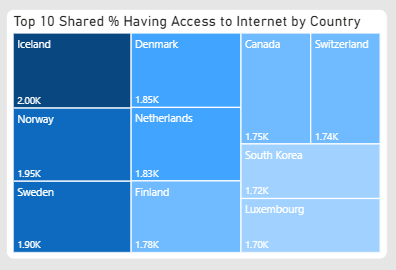 Top 10 Shared % Having Access to Internet by Country
Iceland
2.00K
Norway
1.95K
Sweden
1.90K
Denmark
1.85K
Netherlands
1.83K
Finland
1.78K
Canada
1.75K
Switzerland
1.74K
South Korea
1.72K
Luxembourg
1.70K